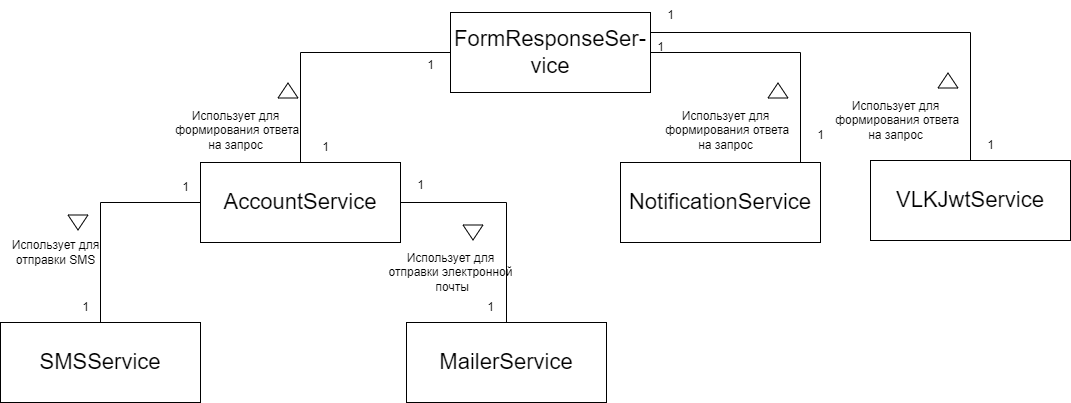 1
FormResponseSer-
vice
1
1
Использует для
формирования ответа
на запрос
1
Использует для
формирования ответа
на запрос
1
Использует для
формирования ответа
на запрос
1
AccountService
NotificationService
VLKJwtService
1
1
Использует для
отправки SMS
1
Использует для
отправки электронной
почты
1
SMSService
MailerService